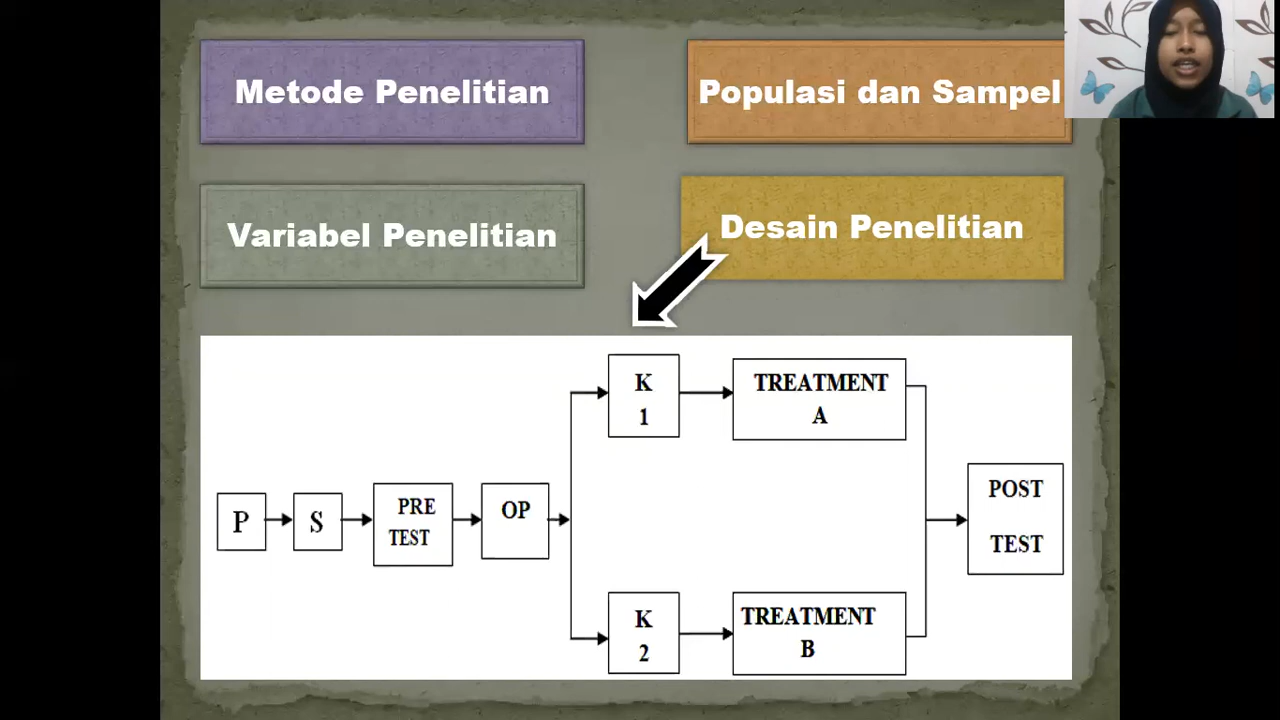 Metode Penelitian
Populasi dan Sampel
Variabel Penelitian
Desain Penelitian
K
1
TREATMENT
A
P
S
PRE
TEST
OP
POST
TEST
K
2
TREATMENT
B